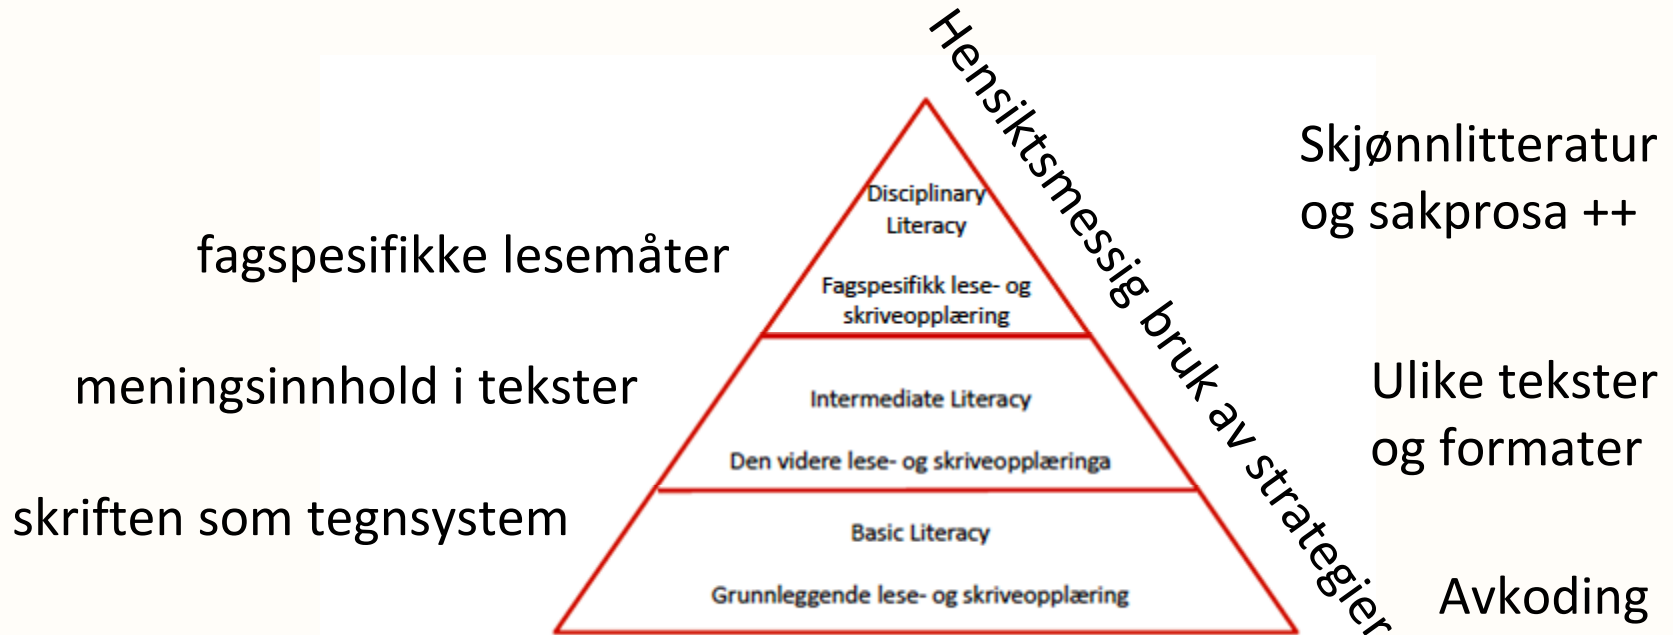 Hensiktsmessig bruk av strategier
Skjønnlitteratur
og sakprosa ++
Disciplinary
Literacy
fagspesifikke lesemåter
Fagspesifikk lese- og
skriveopplæring
meningsinnhold i tekster
Intermediate Literacy
Ulike tekster
og formater
Den videre lese- og skriveopplæringa
skriften som tegnsystem
Basic Literacy
Grunnleggende lese- og skriveopplæring
Avkoding